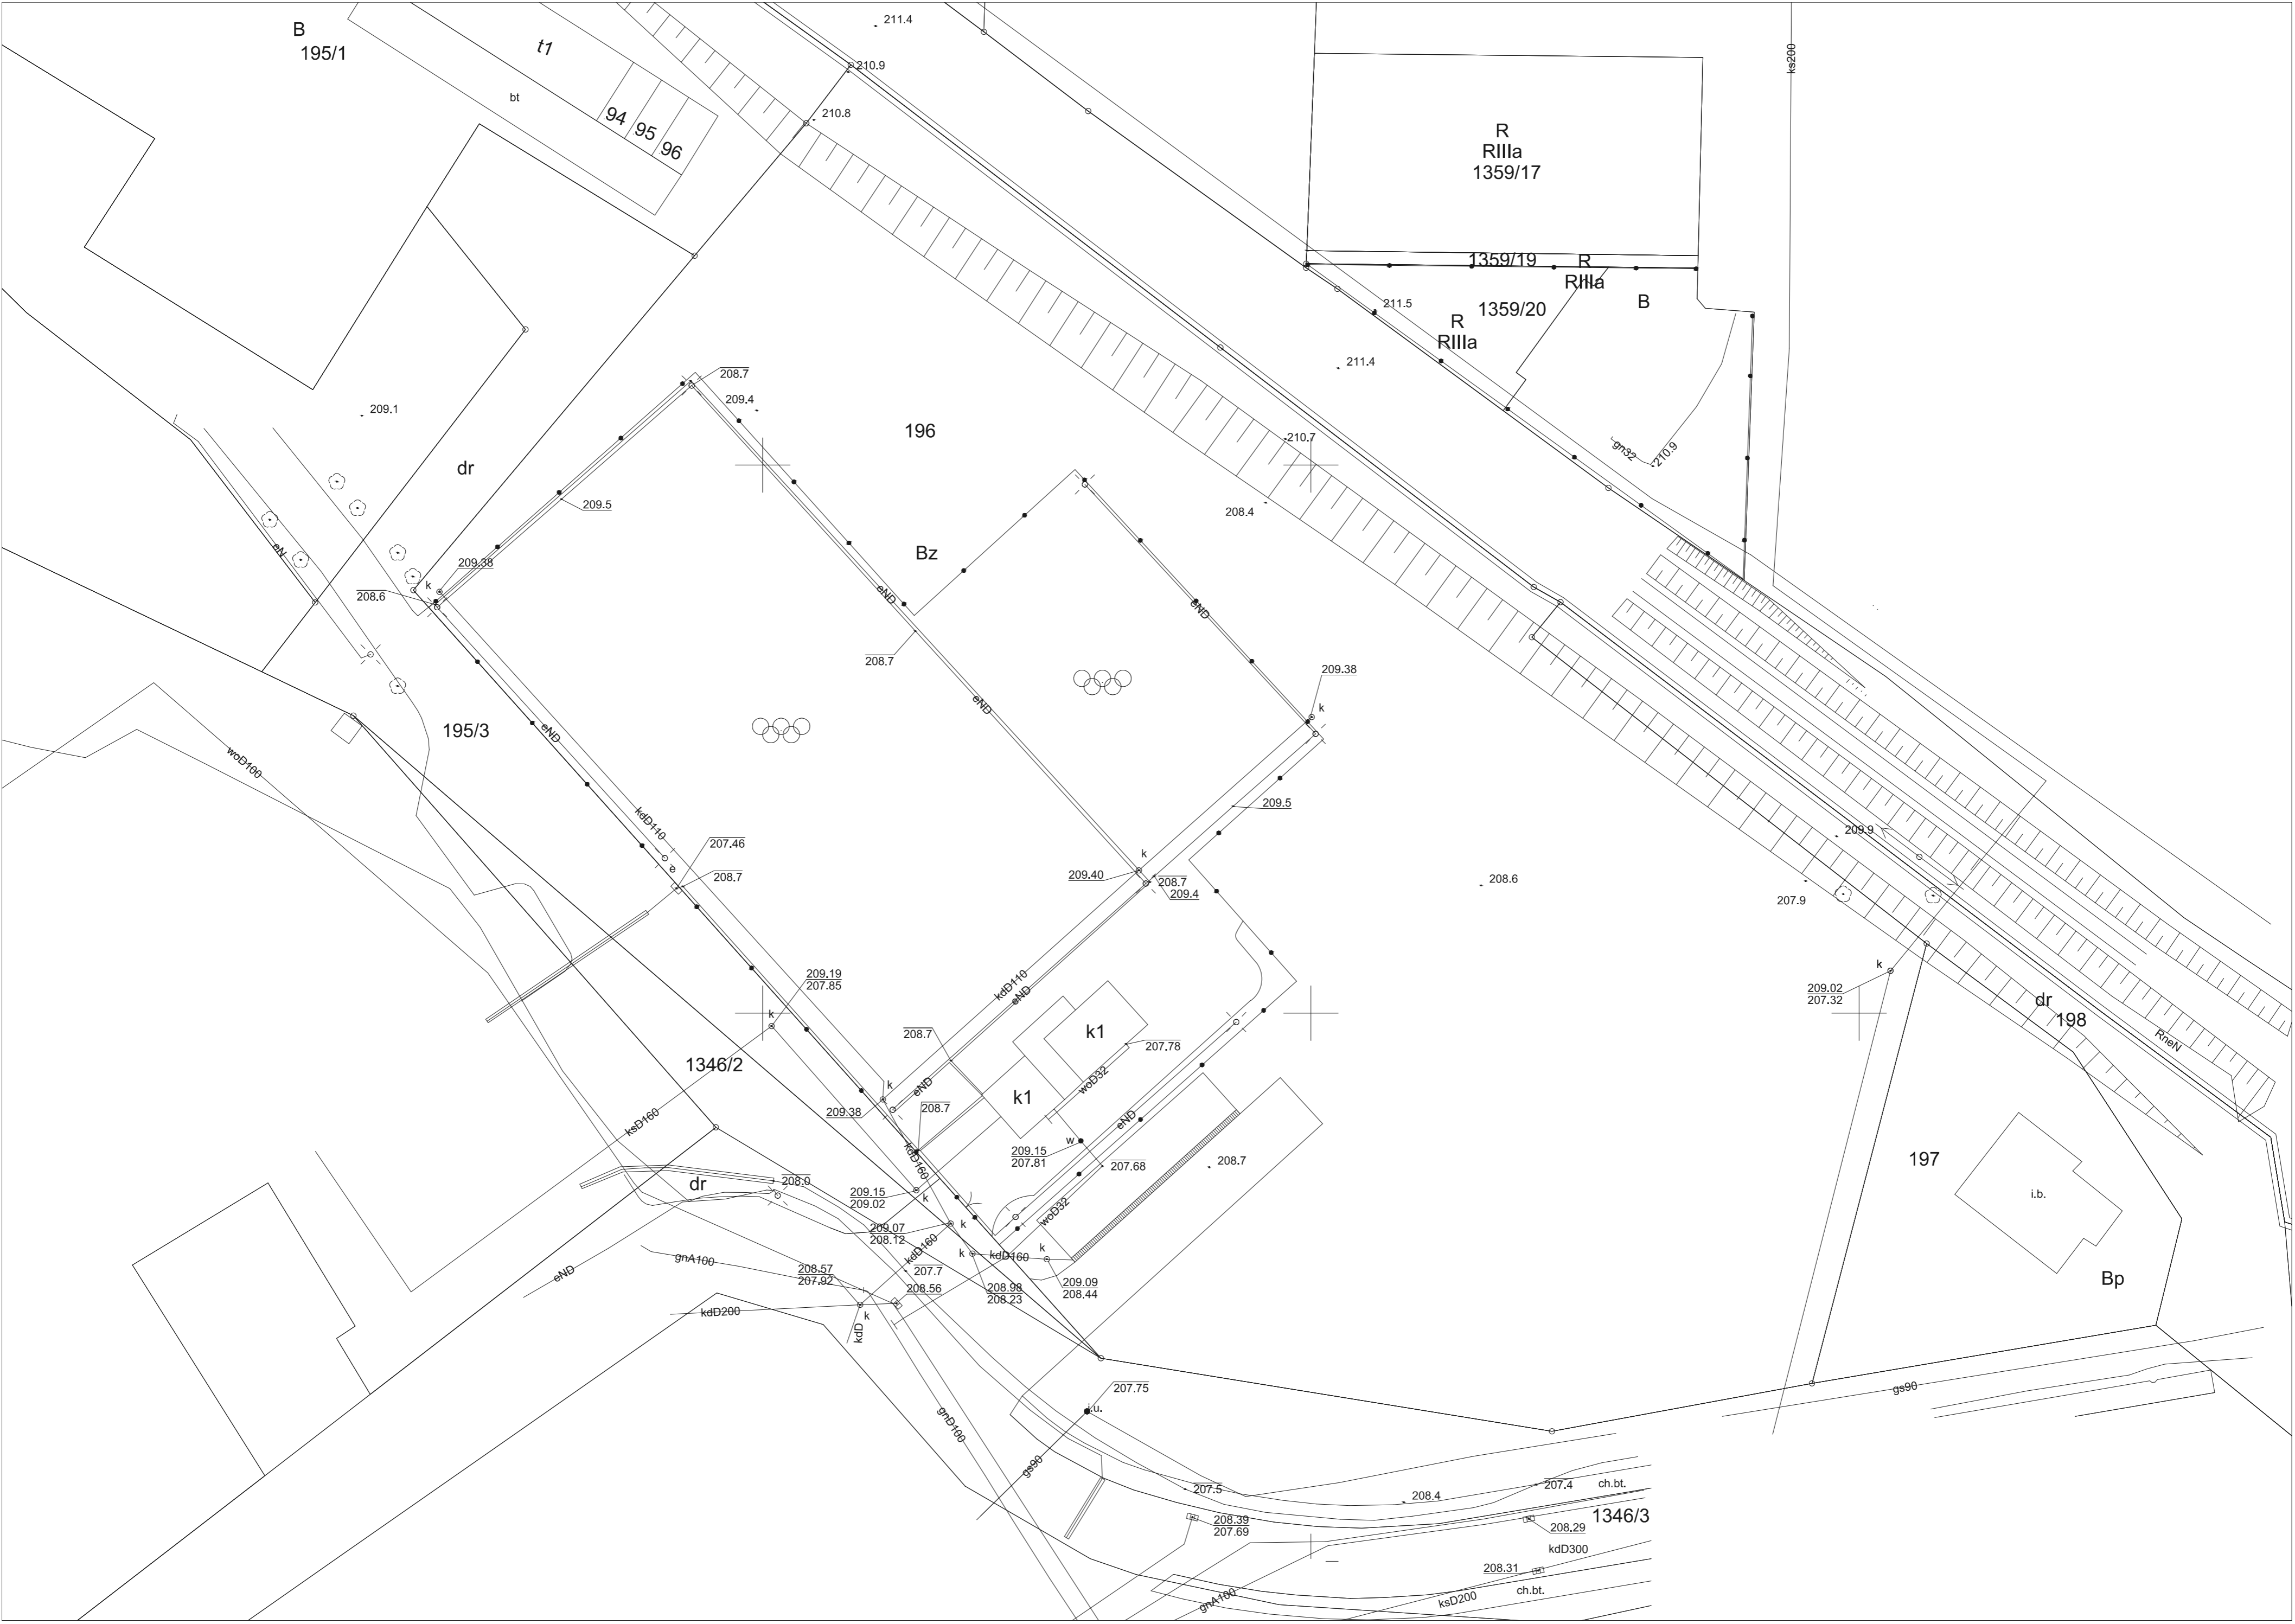 B
195/1
t1
bt
94
95
96
211.4
210.9
210.8
ks200
R
RIIIa
1359/17
1359/19
R
RIIIa
1359/20
B
R
RIIIa
211.5
211.4
210.7
gn32
210.9
208.4
208.7
209.4
196
209.1
dr
209.5
Bz
eN
209.38
k
208.6
eND
eND
208.7
eND
209.38
k
195/3
eND
woD100
kdD110
209.5
207.46
e
208.7
k
209.40
208.7
209.4
208.6
209.9
207.9
k
209.02
207.32
dr
198
RneN
209.19
207.85
k
kdD110
eND
208.7
k1
207.78
k1
woD32
1346/2
k
eND
209.38
208.7
ksD160
kdD160
eND
w
209.15
207.81
207.68
208.7
197
i.b.
Bp
dr
208.0
209.15
209.02
k
woD32
209.07
208.12
k
kdD160
k
kdD160
k
gnA100
eND
208.57
207.92
207.7
208.56
208.98
208.23
209.09
208.44
kdD200
k
kdD
207.75
j.u.
gs90
gnD100
gs90
207.5
208.4
207.4
ch.bt.
1346/3
208.39
207.69
208.29
kdD300
208.31
ch.bt.
gnA100
ksD200